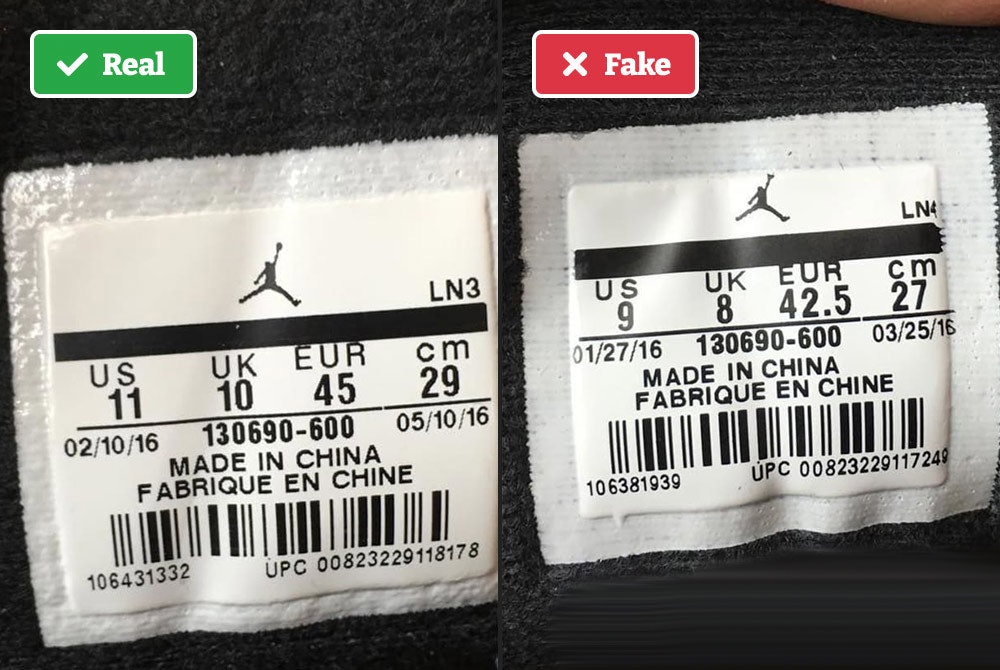 Real
LN3
US UK EUR cm
11 10 45 29
02/10/16 130690-600 05/10/16
MADE IN CHINA
FABRIQUE EN CHINE
106431332 UPC 00823229118178
Fake
LN4
US UK EUR cm
9 8 42.5 27
01/27/16 130690-600 03/25/16
MADE IN CHINA
FABRIQUE EN CHINE
106381939 UPC 00823229117249